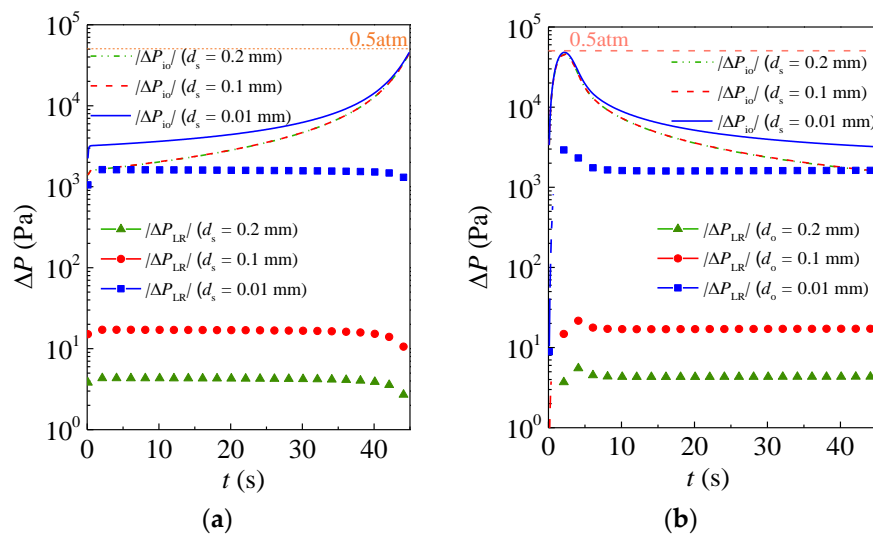 0.5atm
/ΔP_io/ (d_s = 0.2 mm)
/ΔP_io/ (d_s = 0.1 mm)
/ΔP_io/ (d_s = 0.01 mm)
/ΔP_LR/ (d_s = 0.2 mm)
/ΔP_LR/ (d_s = 0.1 mm)
/ΔP_LR/ (d_s = 0.01 mm)
10^5
10^4
10^3
10^2
10^1
10^0
ΔP (Pa)
0 10 20 30 40
t (s)
(a)
0.5atm
/ΔP_io/ (d_s = 0.2 mm)
/ΔP_io/ (d_s = 0.1 mm)
/ΔP_io/ (d_s = 0.01 mm)
/ΔP_LR/ (d_o = 0.2 mm)
/ΔP_LR/ (d_o = 0.1 mm)
/ΔP_LR/ (d_o = 0.01 mm)
10^5
10^4
10^3
10^2
10^1
10^0
ΔP (Pa)
0 10 20 30 40
t (s)
(b)